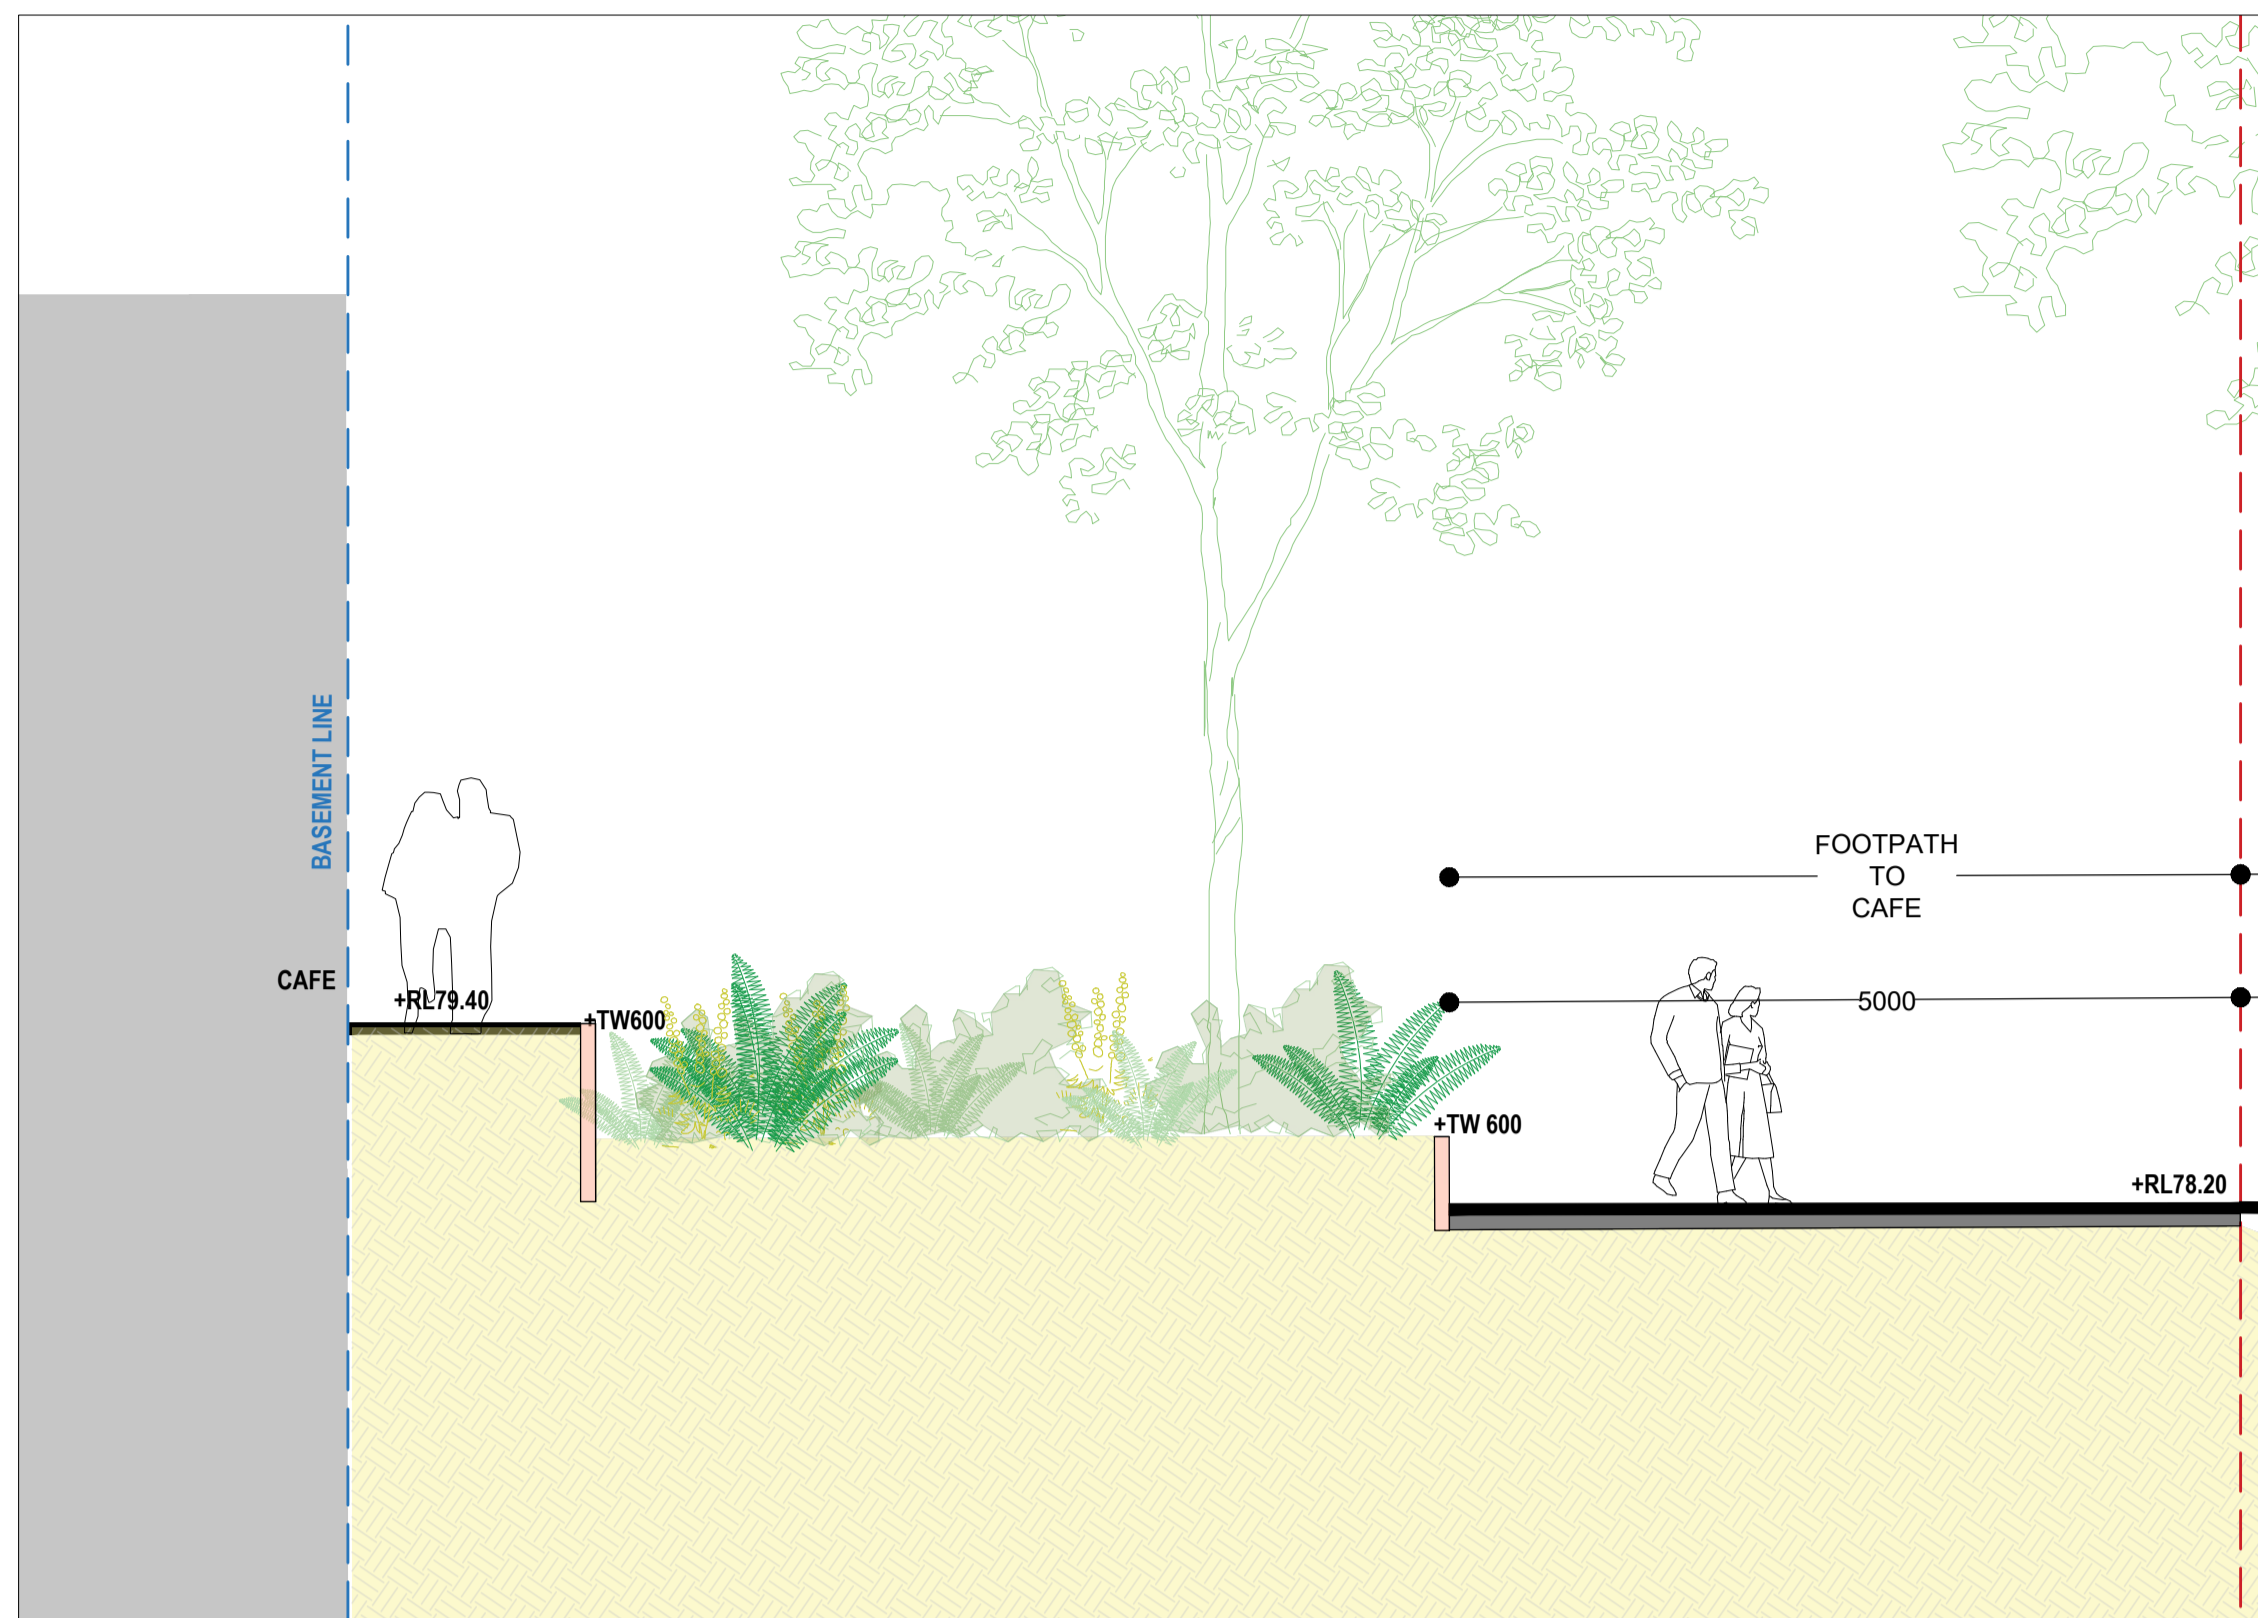 BASEMENT LINE
FOOTPATH
TO
CAFE
CAFE
+RL79.40
+TW600
5000
+TW 600
+RL78.20